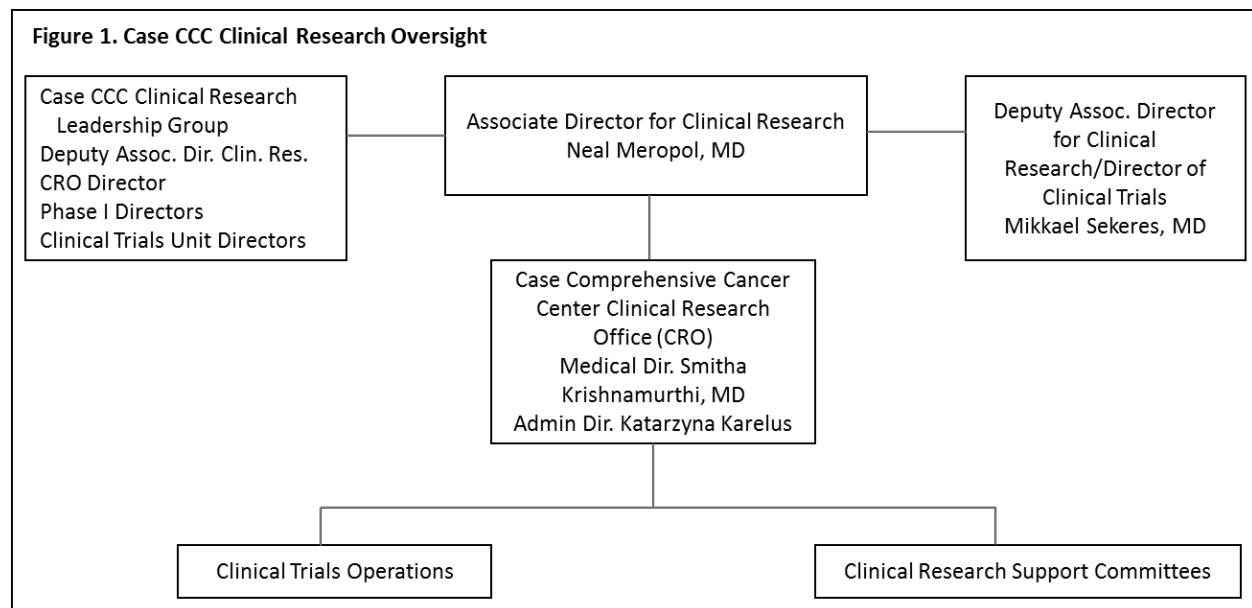 Figure 1. Case CCC Clinical Research Oversight
Case CCC Clinical Research
Leadership Group
Deputy Assoc. Dir. Clin. Res.
CRO Director
Phase I Directors
Clinical Trials Unit Directors
Associate Director for Clinical Research
Neal Meropol, MD
Deputy Assoc. Director
for Clinical
Research/Director of
Clinical Trials
Mikkael Sekeres, MD
Case Comprehensive Cancer
Center Clinical Research
Office (CRO)
Medical Dir. Smitha
Krishnamurthi, MD
Admin Dir. Katarzyna Karelus
Clinical Trials Operations
Clinical Research Support Committees